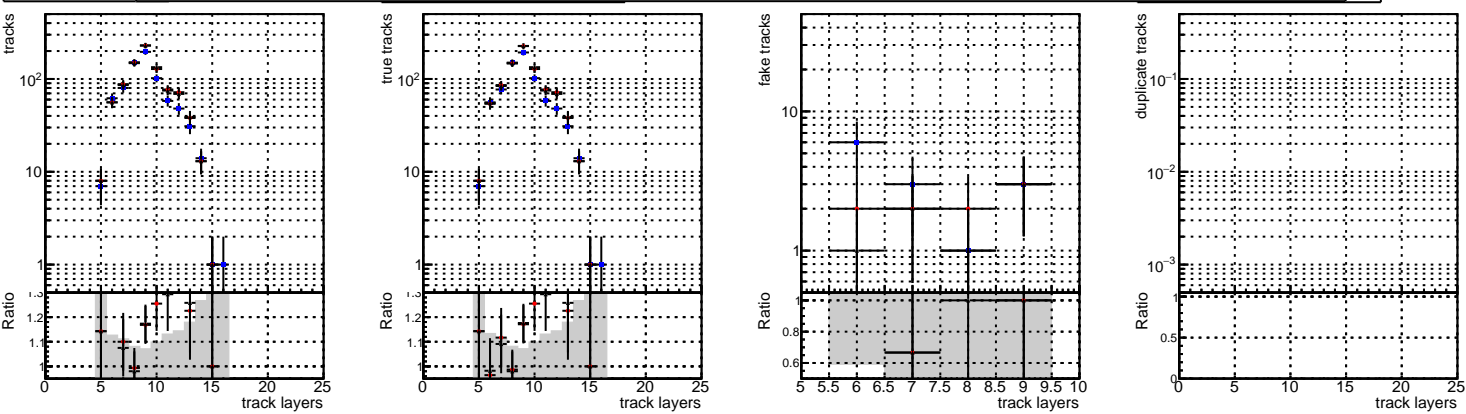 tracks
10²
10
1
Ratio
1.3
1.2
1.1
1
0 5 10 15 20 25
track layers
true tracks
10²
10
1
Ratio
1.3
1.2
1.1
1
0 5 10 15 20 25
track layers
fake tracks
10
1
Ratio
1
0.8
0.6
5 5.5 6 6.5 7 7.5 8 8.5 9 9.5 10
track layers
duplicate tracks
10⁻¹
10⁻²
10⁻³
Ratio
1
0.5
0
0 5 10 15 20 25
track layers